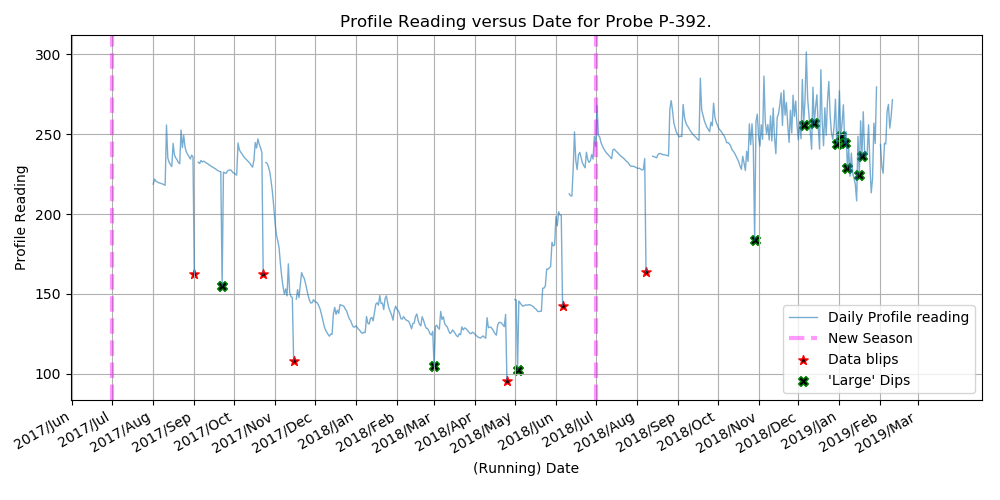 Profile Reading versus Date for Probe P-392.
Profile Reading
300
250
200
150
100
Daily Profile reading
New Season
Data blips
'Large' Dips
2017/Jun
2017/Jul
2017/Aug
2017/Sep
2017/Oct
2017/Nov
2017/Dec
2018/Jan
2018/Feb
2018/Mar
2018/Apr
2018/May
2018/Jun
2018/Jul
2018/Aug
2018/Sep
2018/Oct
2018/Nov
2018/Dec
2019/Jan
2019/Feb
2019/Mar
(Running) Date